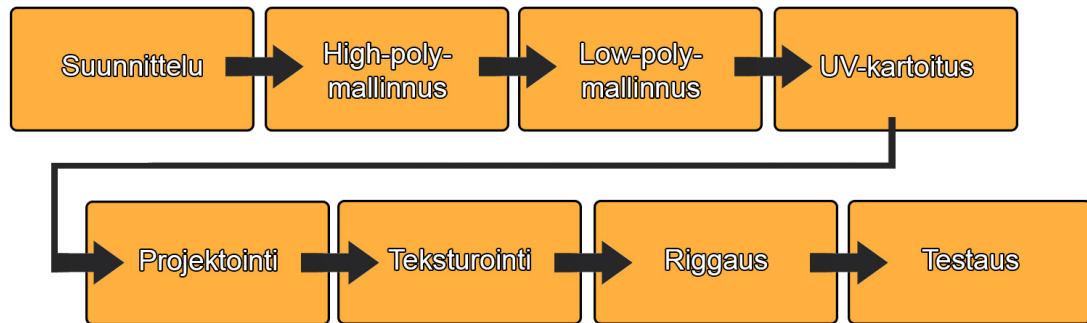 Suunnittelu
High-poly-
mallinnus
Low-poly-
mallinnus
UV-kartoitus
Projektointi
Teksturointi
Riggaus
Testaus